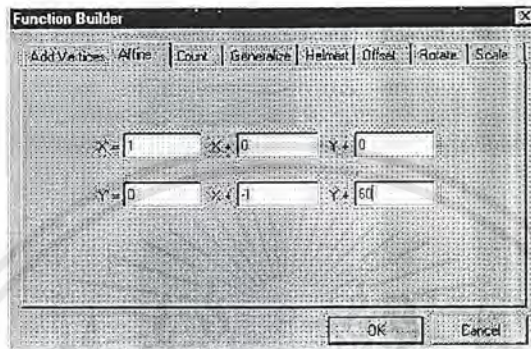 Function Builder
Add Vertices Affine Count Generalize Helmert Offset Rotate Scale
X' = 1 X + 0 Y + 0
Y' = 0 X + -1 Y + 60
OK Cancel